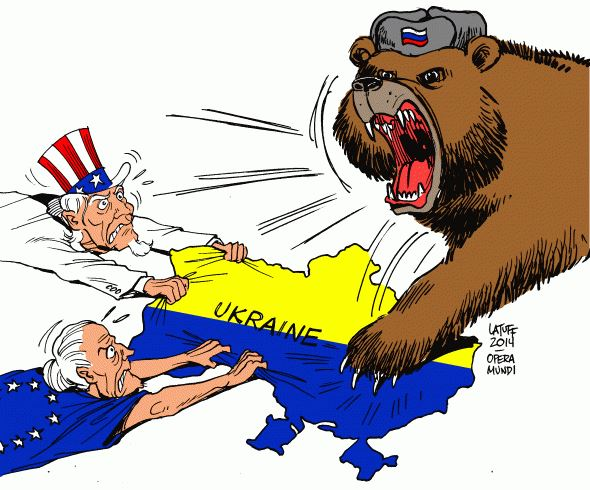 UKRAINE
LATUFF
2014
OPERA
MUNDI